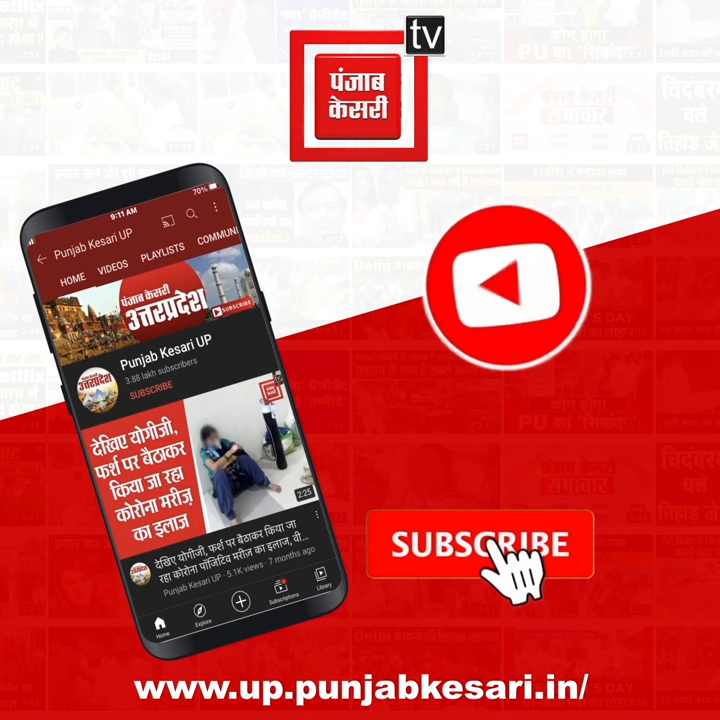 tv
पंजाब
केसरी
9:11 AM
70%
Punjab Kesari UP
HOME VIDEOS PLAYLISTS COMMUNI
पंजाब केसरी
उत्तरप्रदेश
SUBSCRIBE
उत्तरप्रदेश
Punjab Kesari UP
3.88 lakh subscribers
SUBSCRIBE
देखिए योगीजी,
फर्श पर बैठाकर
किया जा रहा
कोरोना मरीज़
का इलाज
2:25
देखिए योगीजी, फर्श पर बैठाकर किया जा
रहा कोरोना पॉजिटिव मरीज का इलाज, वी...
Punjab Kesari UP · 5.1K views · 7 months ago
Home Explore Subscriptions Library
SUBSCRIBE
www.up.punjabkesari.in/